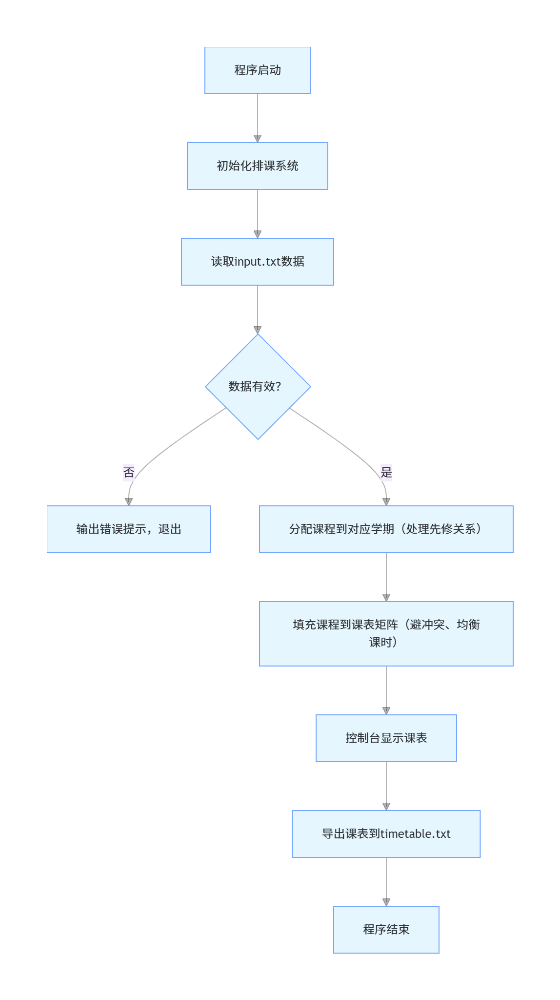 程序启动
初始化排课系统
读取input.txt数据
数据有效？
否
是
输出错误提示，退出
分配课程到对应学期（处理先修关系）
填充课程到课表矩阵（避冲突、均衡
课时）
控制台显示课表
导出课表到timetable.txt
程序结束